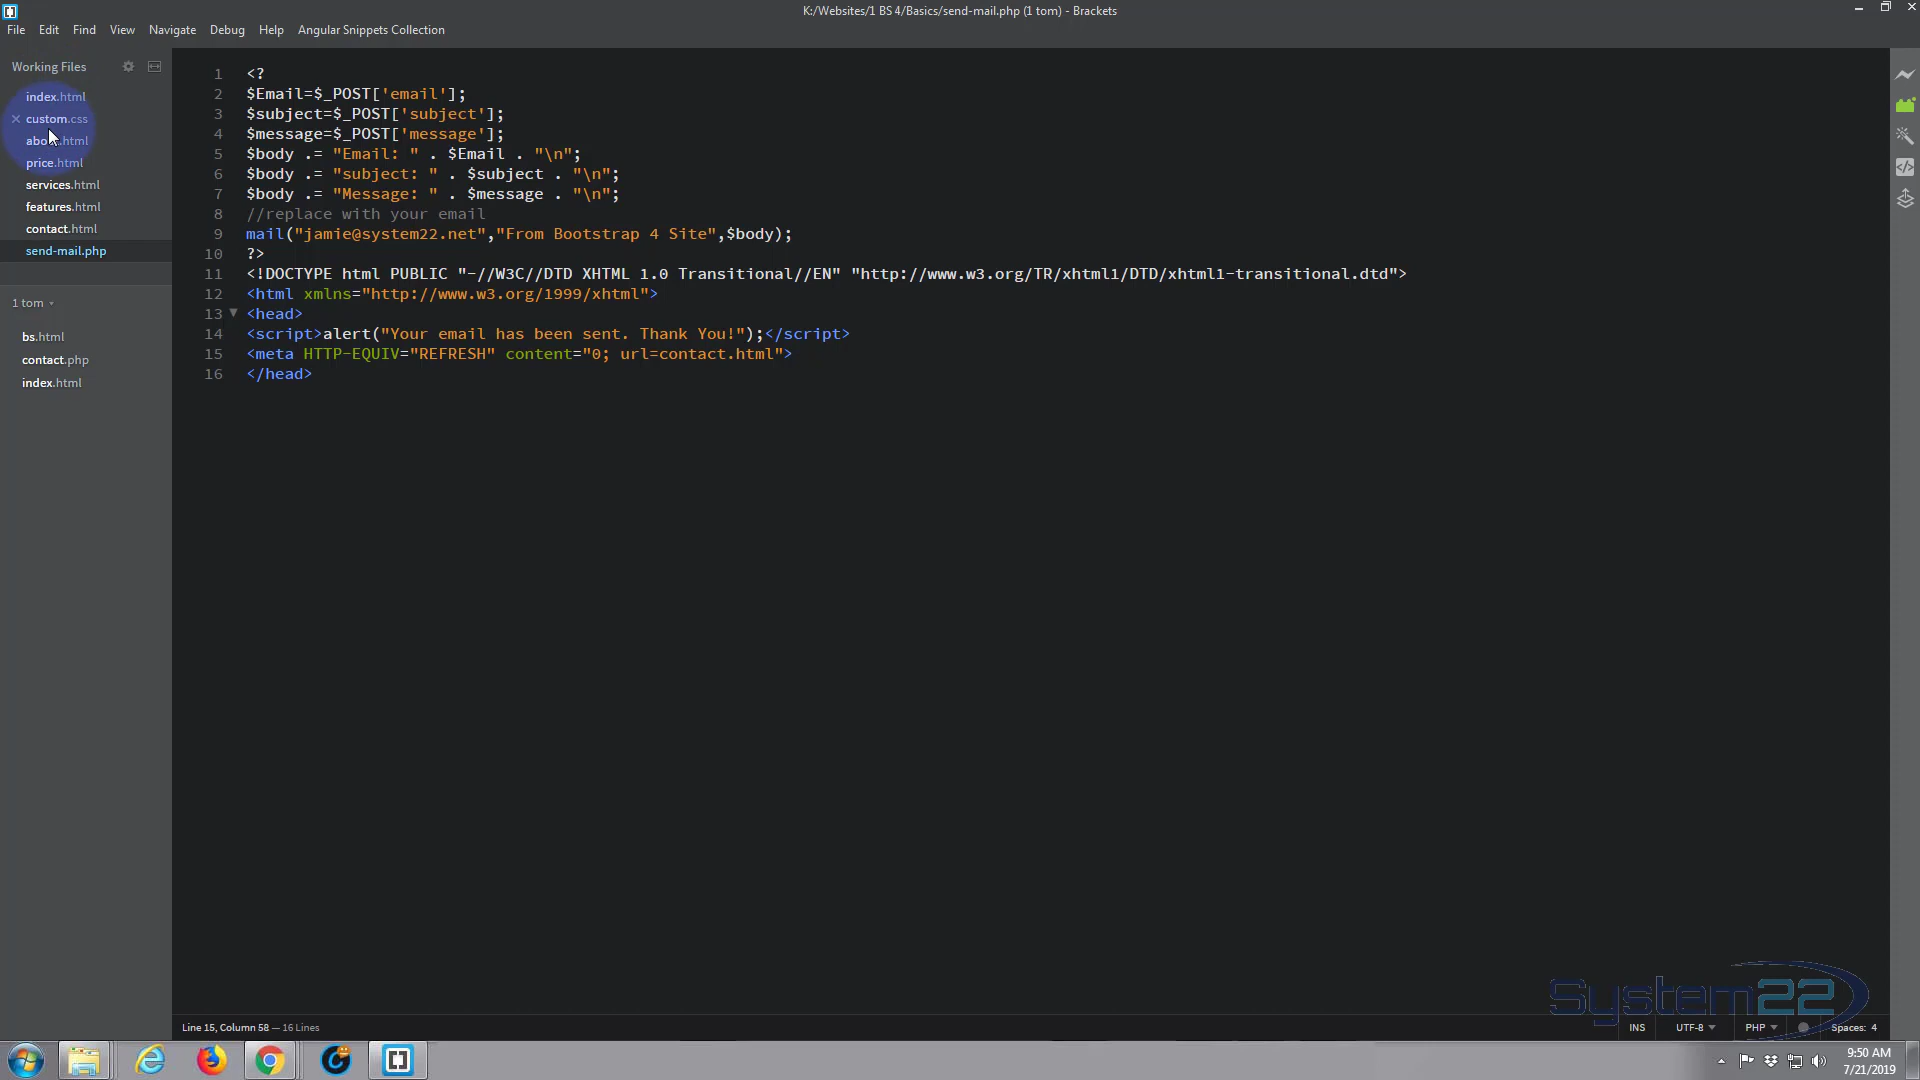 K:/Websites/1 BS 4/Basics/send-mail.php (1 tom) - Brackets
File Edit Find View Navigate Debug Help Angular Snippets Collection
Working Files
index.html
custom.css
about.html
price.html
services.html
features.html
contact.html
send-mail.php
1 tom
bs.html
contact.php
index.html
1 <?
2 $Email=$_POST['email'];
3 $subject=$_POST['subject'];
4 $message=$_POST['message'];
5 $body .= "Email: " . $Email . "\n";
6 $body .= "subject: " . $subject . "\n";
7 $body .= "Message: " . $message . "\n";
8 //replace with your email
9 mail("jamie@system22.net","From Bootstrap 4 Site",$body);
10 ?>
11 <!DOCTYPE html PUBLIC "-//W3C//DTD XHTML 1.0 Transitional//EN" "http://www.w3.org/TR/xhtml1/DTD/xhtml1-transitional.dtd">
12 <html xmlns="http://www.w3.org/1999/xhtml">
13 <head>
14 <script>alert("Your email has been sent. Thank You!");</script>
15 <meta HTTP-EQUIV="REFRESH" content="0; url=contact.html">
16 </head>
System22
Line 15, Column 58 — 16 Lines
INS UTF-8 PHP Spaces: 4
9:50 AM
7/21/2019